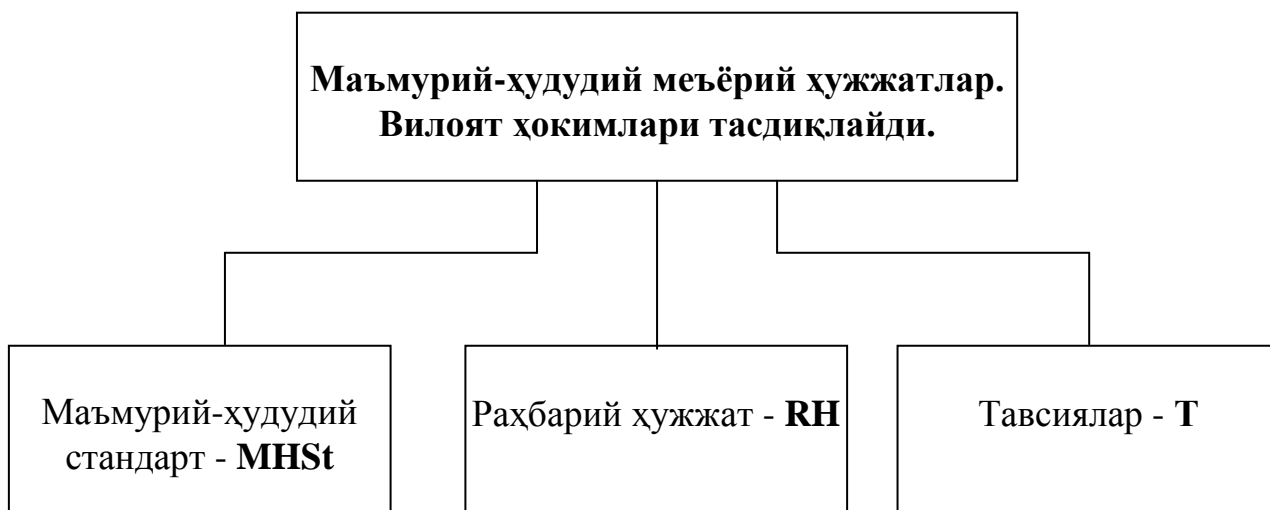 Маъмурий-ҳудудий меъёрий ҳужжатлар.
Вилоят ҳокимлари тасдиқлайди.
Маъмурий-ҳудудий
стандарт - MHSt
Раҳбарий ҳужжат - RH
Тавсиялар - T